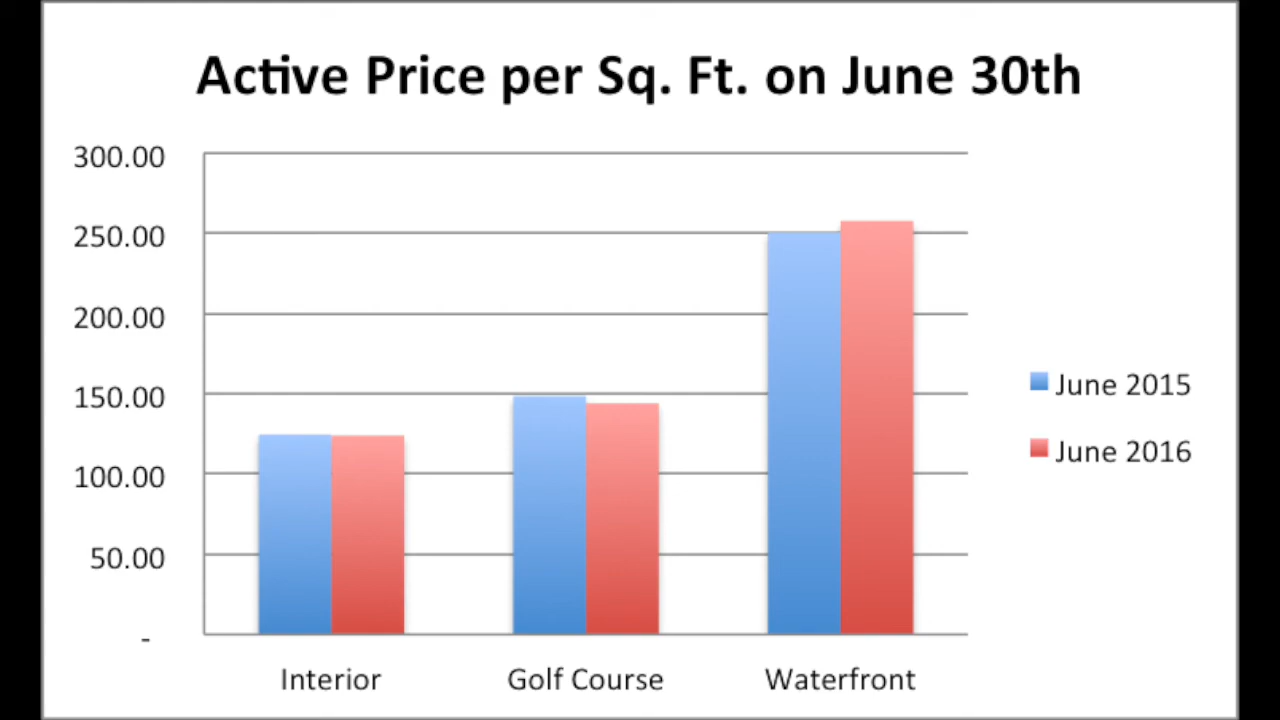 Active Price per Sq. Ft. on June 30th
300.00
250.00
200.00
150.00
100.00
50.00
-
June 2015
June 2016
Interior Golf Course Waterfront